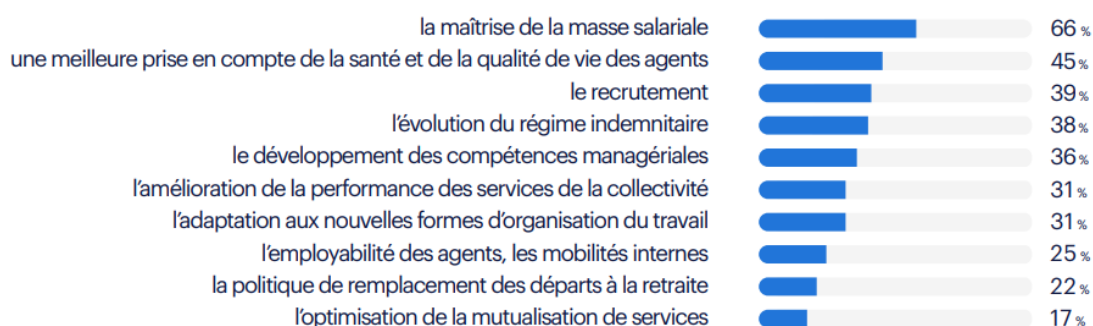 la maîtrise de la masse salariale 66 %
une meilleure prise en compte de la santé et de la qualité de vie des agents 45 %
le recrutement 39 %
l'évolution du régime indemnitaire 38 %
le développement des compétences managériales 36 %
l'amélioration de la performance des services de la collectivité 31 %
l'adaptation aux nouvelles formes d'organisation du travail 31 %
l'employabilité des agents, les mobilités internes 25 %
la politique de remplacement des départs à la retraite 22 %
l'optimisation de la mutualisation de services 17 %